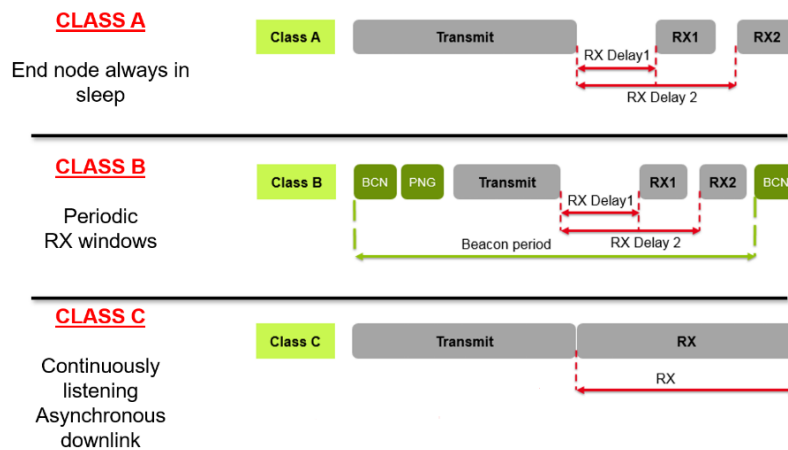 CLASS A
End node always in
sleep
Class A
Transmit
RX1
RX2
RX Delay1
RX Delay 2
CLASS B
Periodic
RX windows
Class B
BCN
PNG
Transmit
RX1
RX2
BCN
RX Delay1
RX Delay 2
Beacon period
CLASS C
Continuously
listening
Asynchronous
downlink
Class C
Transmit
RX
RX